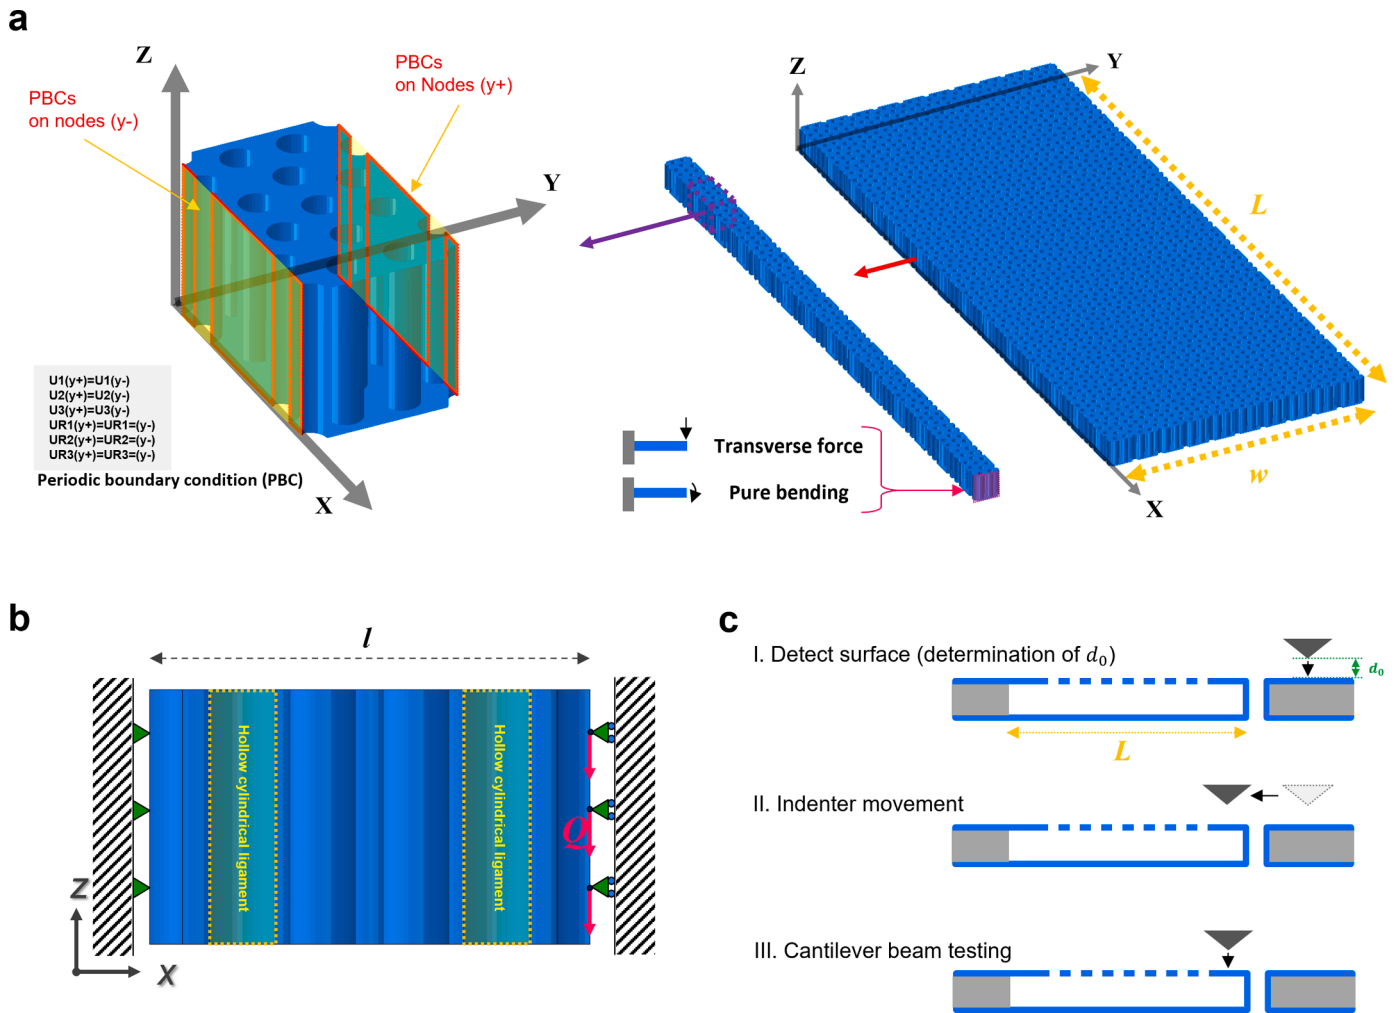 a
Z
PBCs
on nodes (y-)
PBCs
on Nodes (y+)
Y
U1(y+)=U1(y-)
U2(y+)=U2(y-)
U3(y+)=U3(y-)
UR1(y+)=UR1=(y-)
UR2(y+)=UR2=(y-)
UR3(y+)=UR3=(y-)
Periodic boundary condition (PBC)
X
Z
Y
L
w
X
Transverse force
Pure bending
b
l
Hollow cylindrical ligament
Hollow cylindrical ligament
Q
Z
X
c
I. Detect surface (determination of d₀)
d₀
L
II. Indenter movement
III. Cantilever beam testing